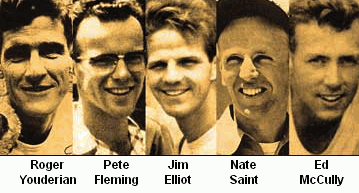 Roger Pete Jim Nate Ed
Youderian Fleming Elliot Saint McCully